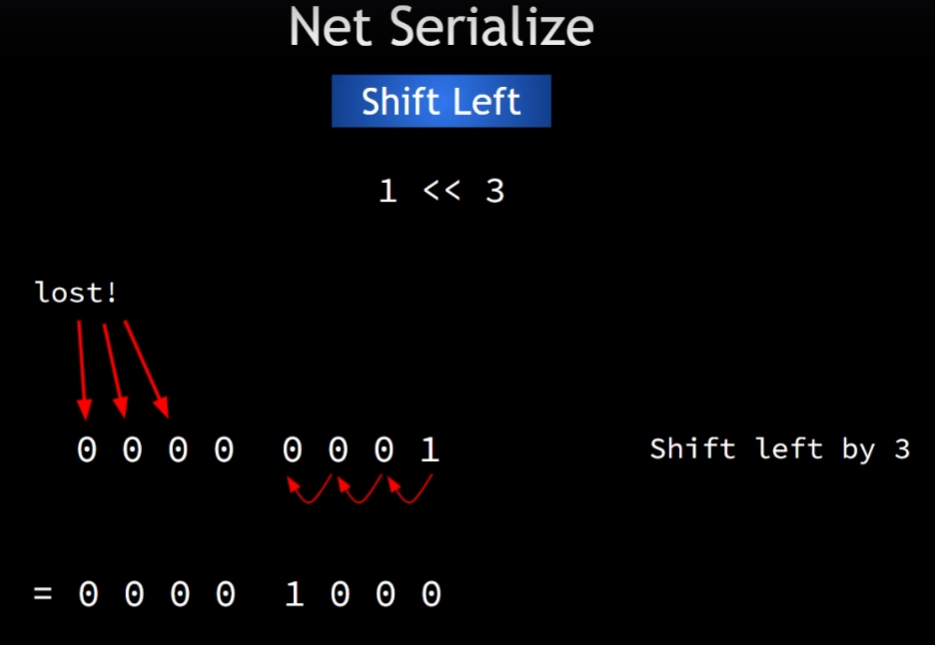 Net Serialize
Shift Left
1 << 3
lost!
0 0 0 0 0 0 0 1 Shift left by 3
= 0 0 0 0 1 0 0 0